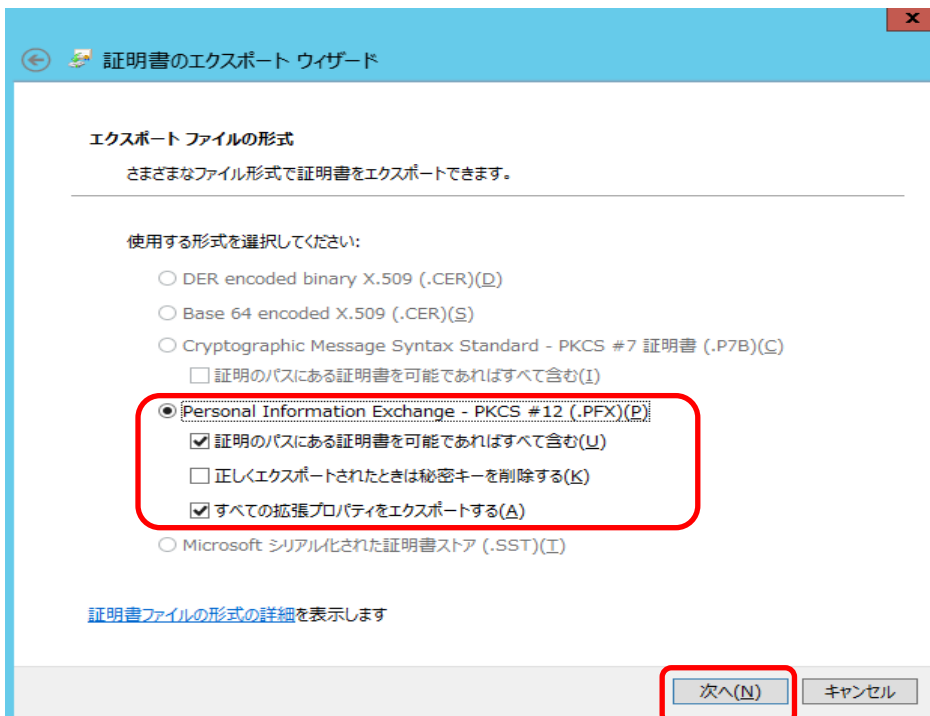 x
証明書のエクスポート ウィザード
エクスポート ファイルの形式
さまざまなファイル形式で証明書をエクスポートできます。
使用する形式を選択してください:
DER encoded binary X.509 (.CER)(D)
Base 64 encoded X.509 (.CER)(S)
Cryptographic Message Syntax Standard - PKCS #7 証明書 (.P7B)(C)
証明のパスにある証明書を可能であればすべて含む(I)
Personal Information Exchange - PKCS #12 (.PFX)(P)
証明のパスにある証明書を可能であればすべて含む(U)
正しくエクスポートされたときは秘密キーを削除する(K)
すべての拡張プロパティをエクスポートする(A)
Microsoft シリアル化された証明書ストア (.SST)(T)
証明書ファイルの形式の詳細を表示します
次へ(N) キャンセル